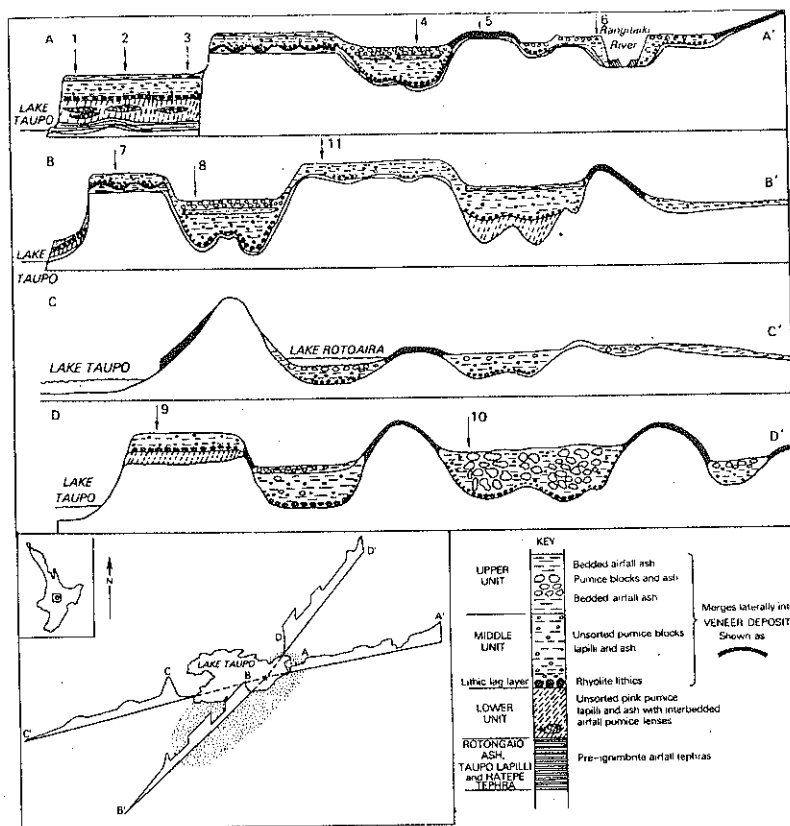 A
1
2
3
4
5
6
Rangitaiki
River
A'
LAKE
TAUPO
B
7
8
11
B'
LAKE
TAUPO
C
LAKE ROTOAIRA
LAKE TAUPO
C'
D
9
10
D'
LAKE
TAUPO
N
D'
A'
LAKE TAUPO
D
A
B
C
C'
B'
KEY
UPPER
UNIT
Bedded airfall ash
Pumice blocks and ash
Bedded airfall ash
MIDDLE
UNIT
Unsorted pumice blocks
lapilli and ash
Lithic lag layer
Rhyolite lithics
LOWER
UNIT
Unsorted pink pumice
lapilli and ash with interbedded
airfall pumice lenses
ROTONGAIO
ASH,
TAUPO LAPILLI
and HATEPE
TEPHRA
Pre-ignimbrite airfall tephras
Merges laterally int
VENEER DEPOSIT
Shown as